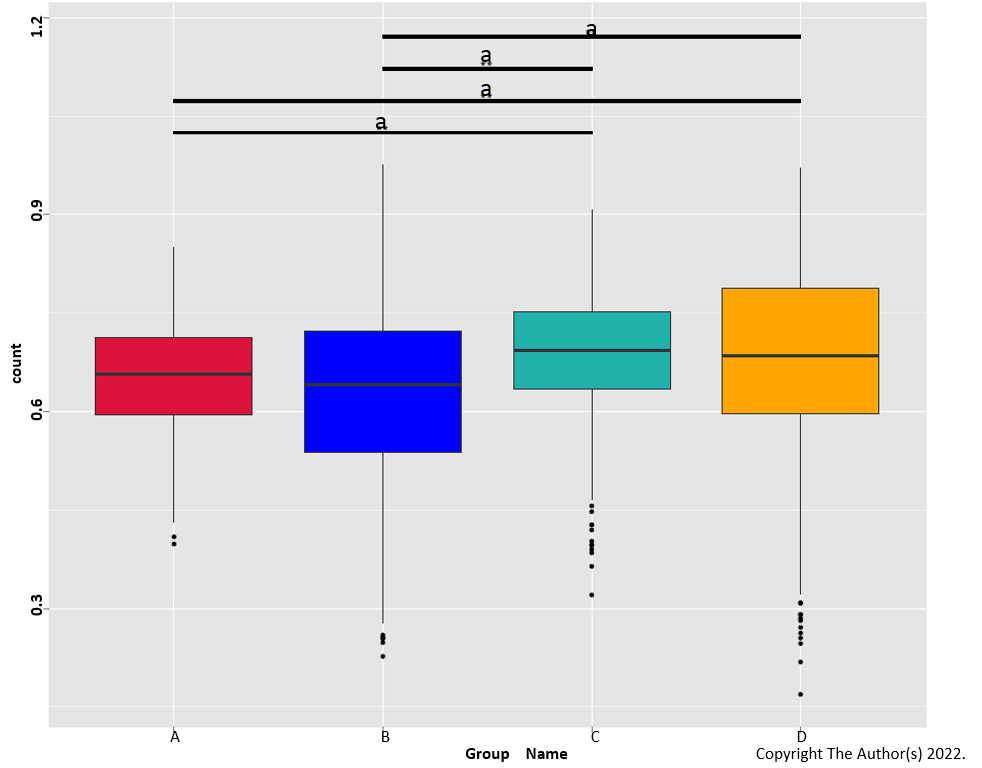 1.2
a
a
a
a
0.9
count
0.6
0.3
A B C D
Group Name
Copyright The Author(s) 2022.